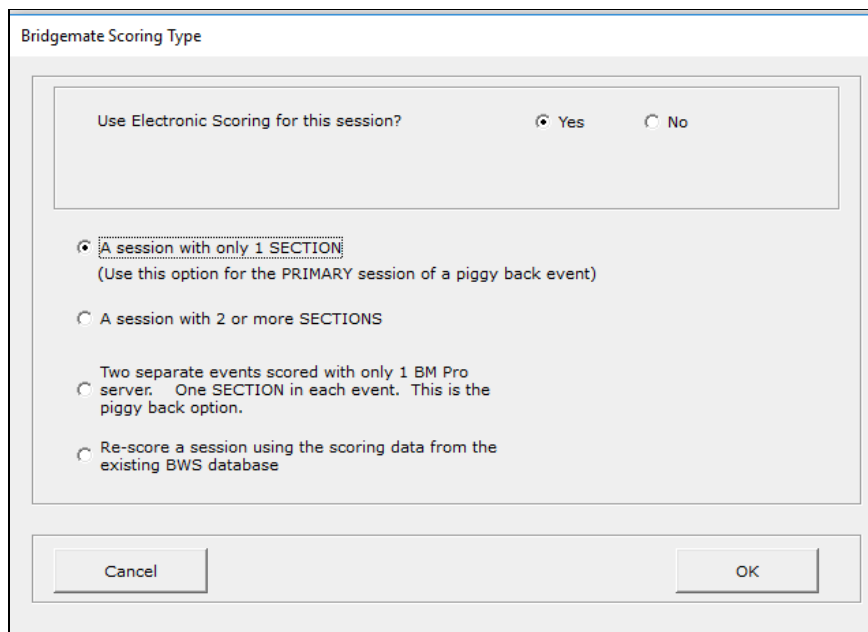 Bridgemate Scoring Type
Use Electronic Scoring for this session?
Yes
No
A session with only 1 SECTION
(Use this option for the PRIMARY session of a piggy back event)
A session with 2 or more SECTIONS
Two separate events scored with only 1 BM Pro
server.   One SECTION in each event.  This is the
piggy back option.
Re-score a session using the scoring data from the
existing BWS database
Cancel
OK